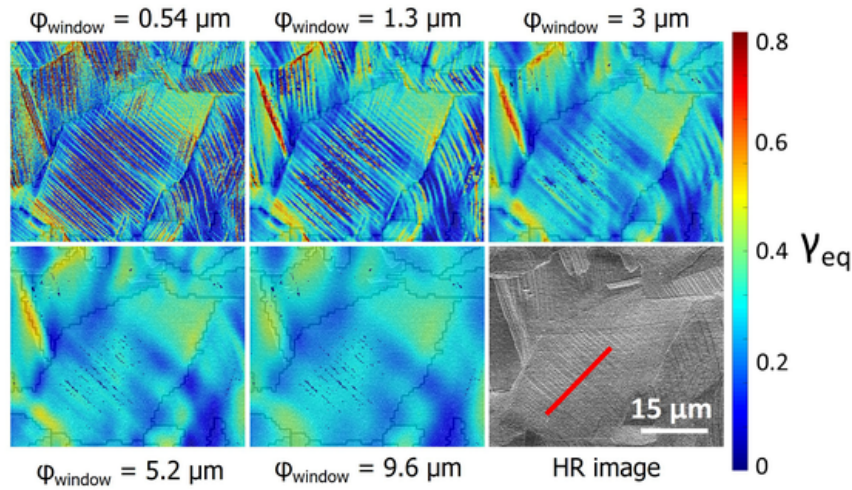 φwindow = 0.54 μm
φwindow = 1.3 μm
φwindow = 3 μm
0.8
0.6
0.4
γeq
0.2
0
15 μm
φwindow = 5.2 μm
φwindow = 9.6 μm
HR image